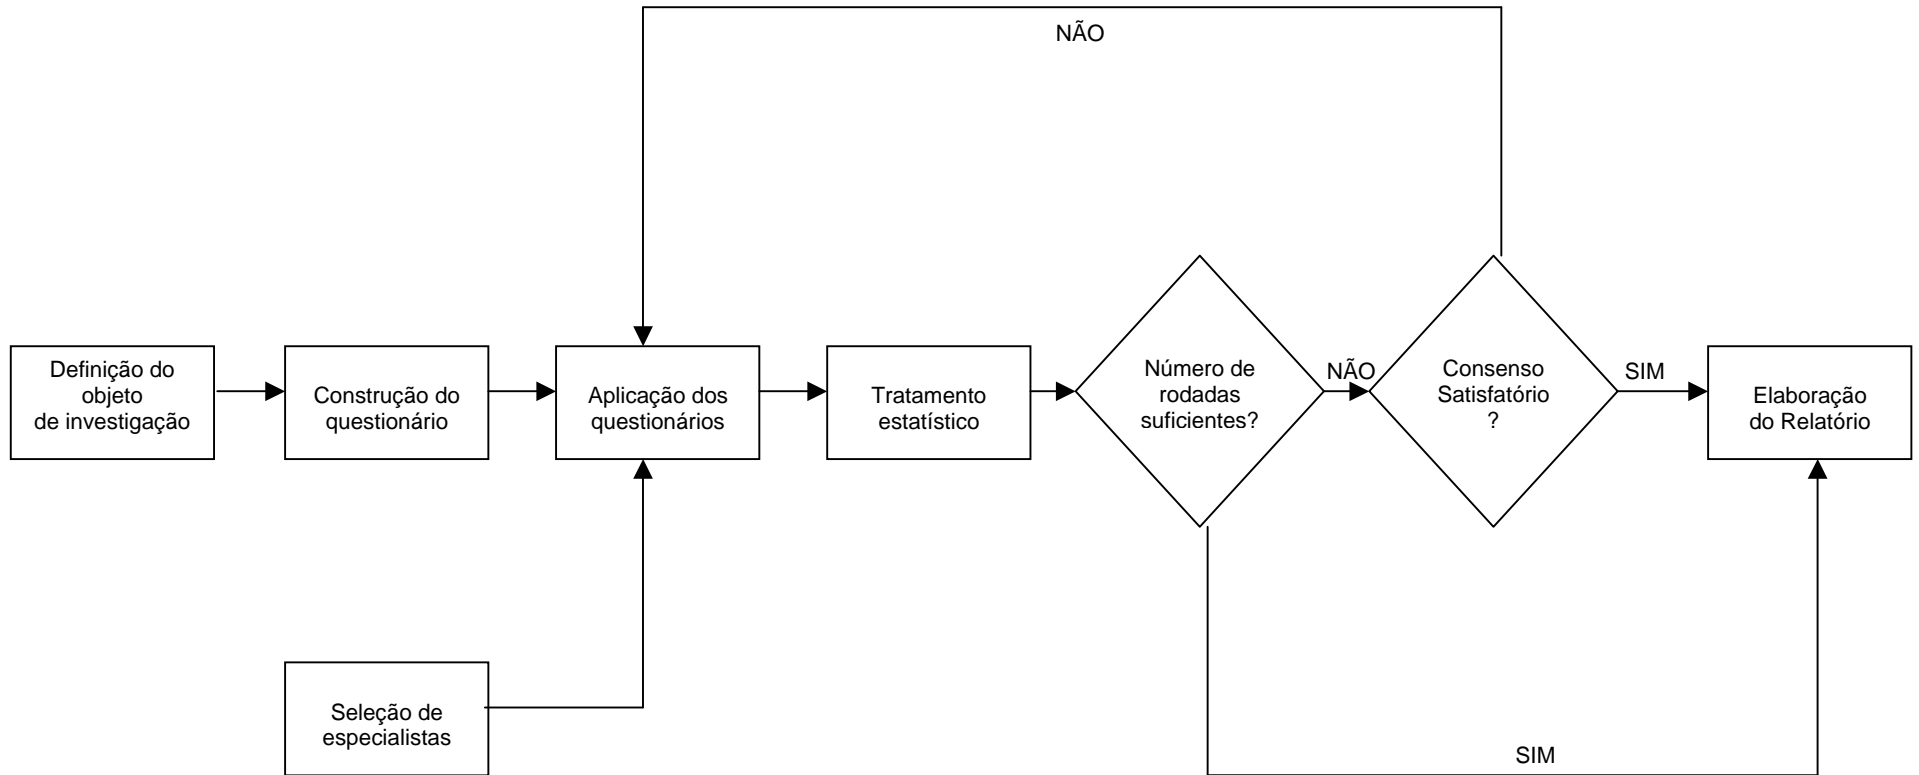 NÃO
Definição do
objeto
de investigação
Construção do
questionário
Aplicação dos
questionários
Tratamento
estatístico
Número de
rodadas
suficientes?
NÃO
Consenso
Satisfatório
?
SIM
Elaboração
do Relatório
Seleção de
especialistas
SIM